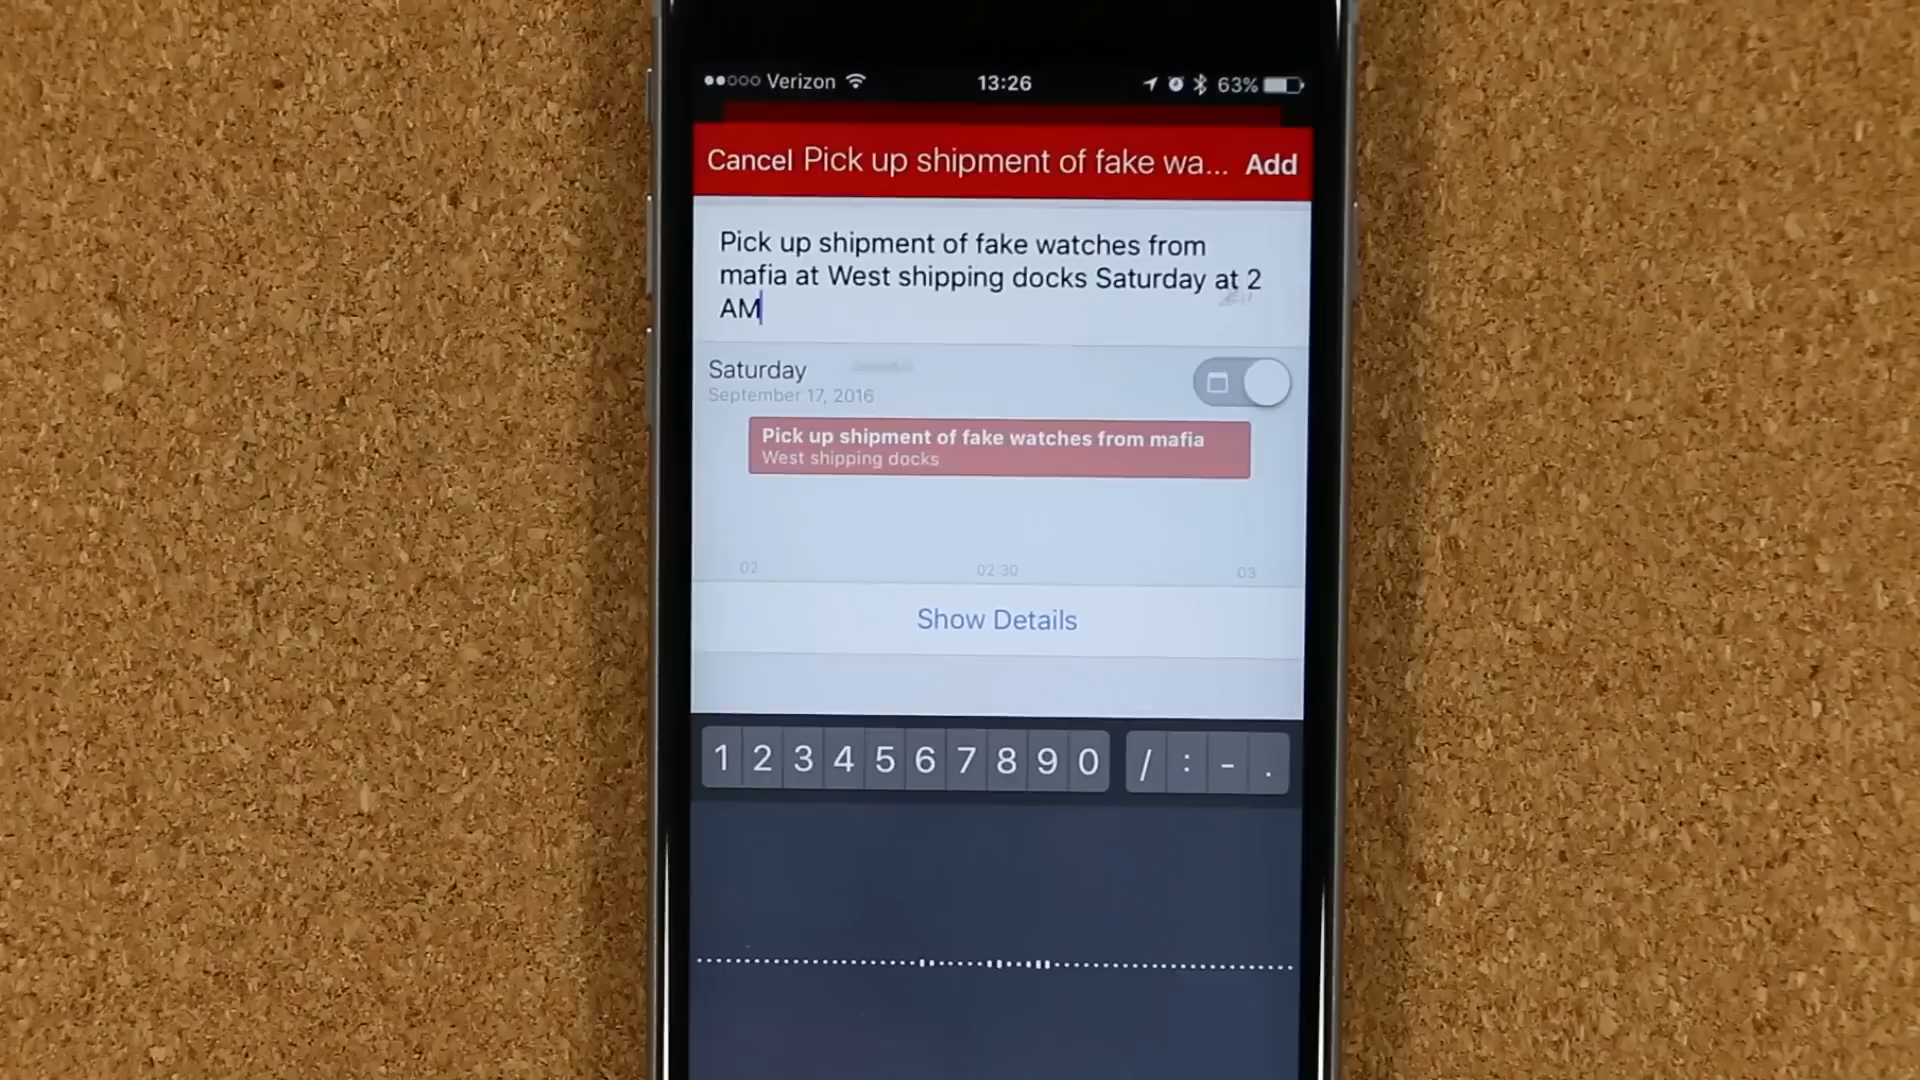 Verizon 13:26 63%
Cancel Pick up shipment of fake wa... Add
Pick up shipment of fake watches from
mafia at West shipping docks Saturday at 2
AM
Saturday
September 17, 2016
Pick up shipment of fake watches from mafia
West shipping docks
02 02:30 03
Show Details
1 2 3 4 5 6 7 8 9 0 / : - .